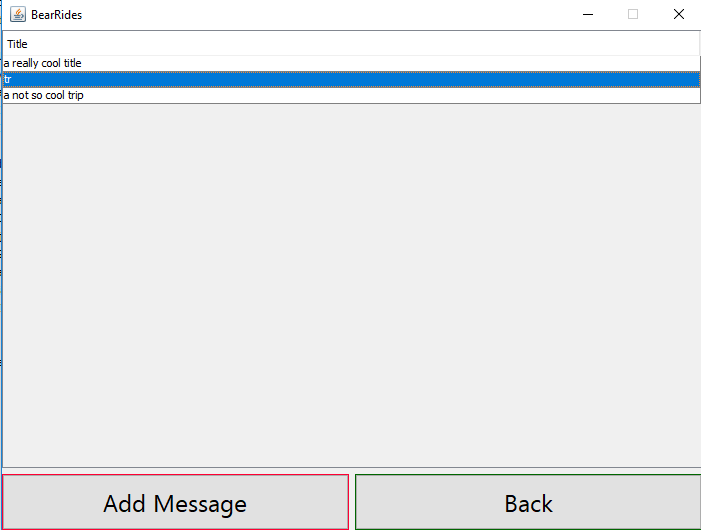 BearRides
Title
a really cool title
tr
a not so cool trip
Add Message
Back